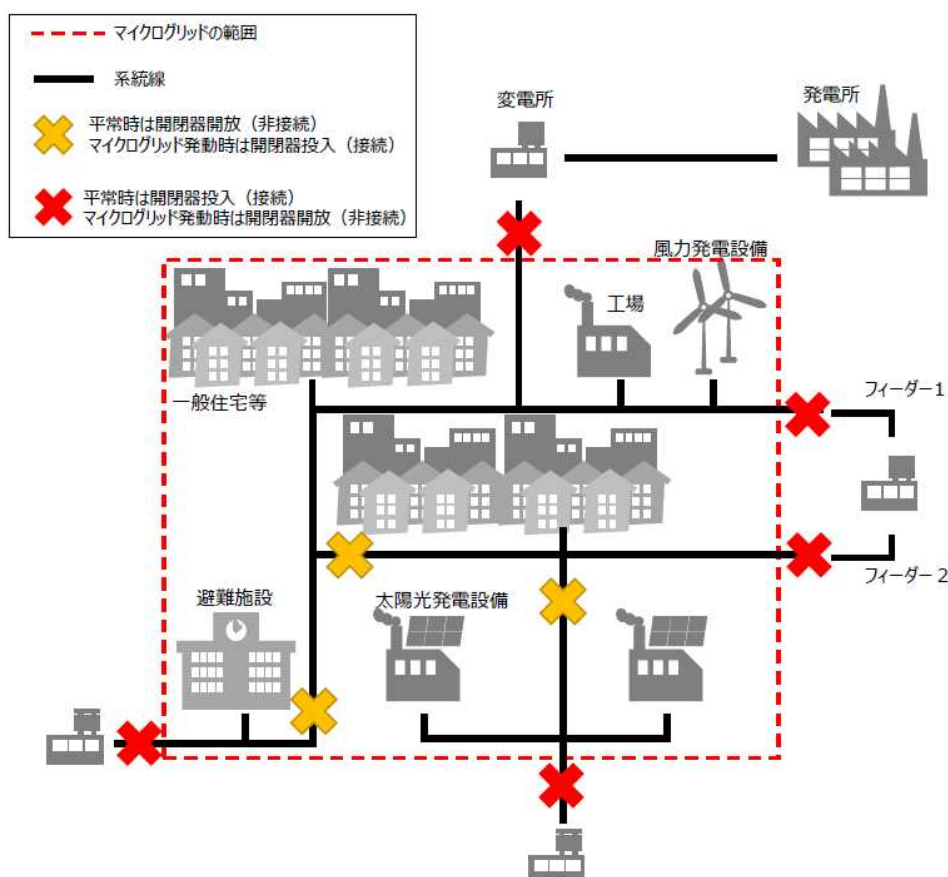 マイクログリッドの範囲
系統線
平常時は開閉器開放（非接続）
マイクログリッド発動時は開閉器投入（接続）
平常時は開閉器投入（接続）
マイクログリッド発動時は開閉器開放（非接続）
変電所
発電所
風力発電設備
工場
一般住宅等
フィーダー１
フィーダー２
避難施設
太陽光発電設備